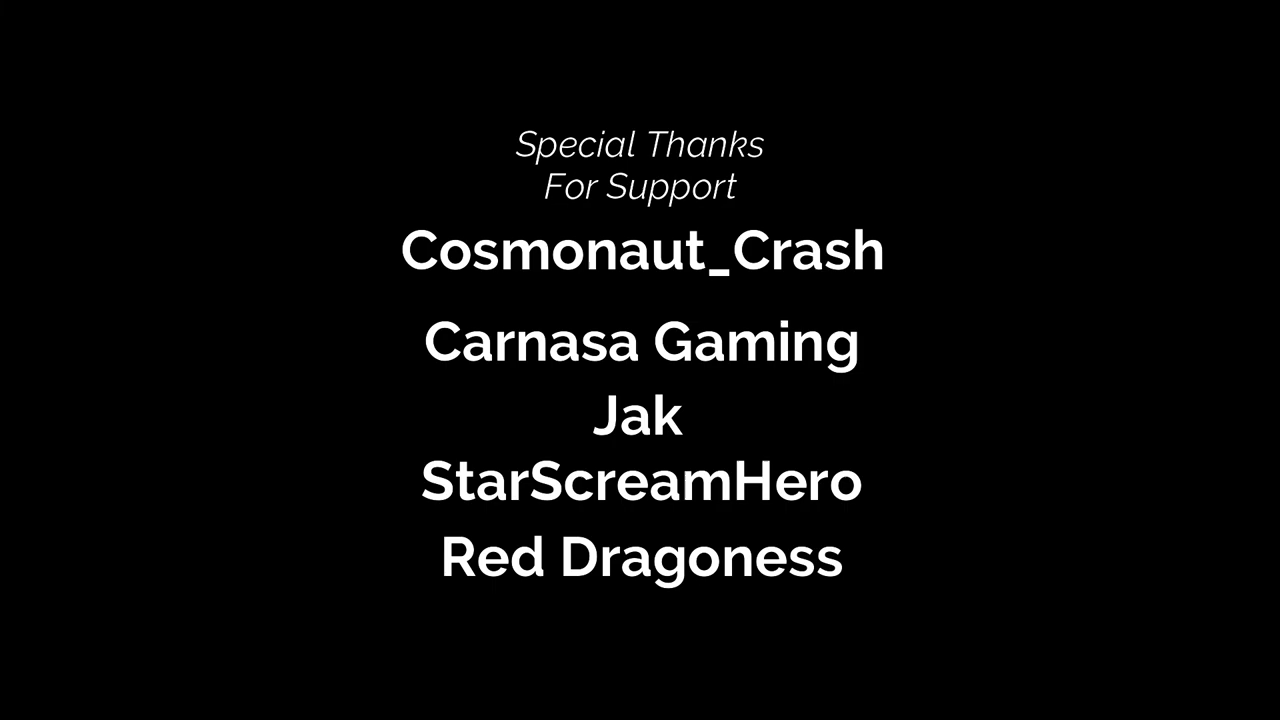 Special Thanks
For Support
Cosmonaut_Crash
Carnasa Gaming
Jak
StarScreamHero
Red Dragoness